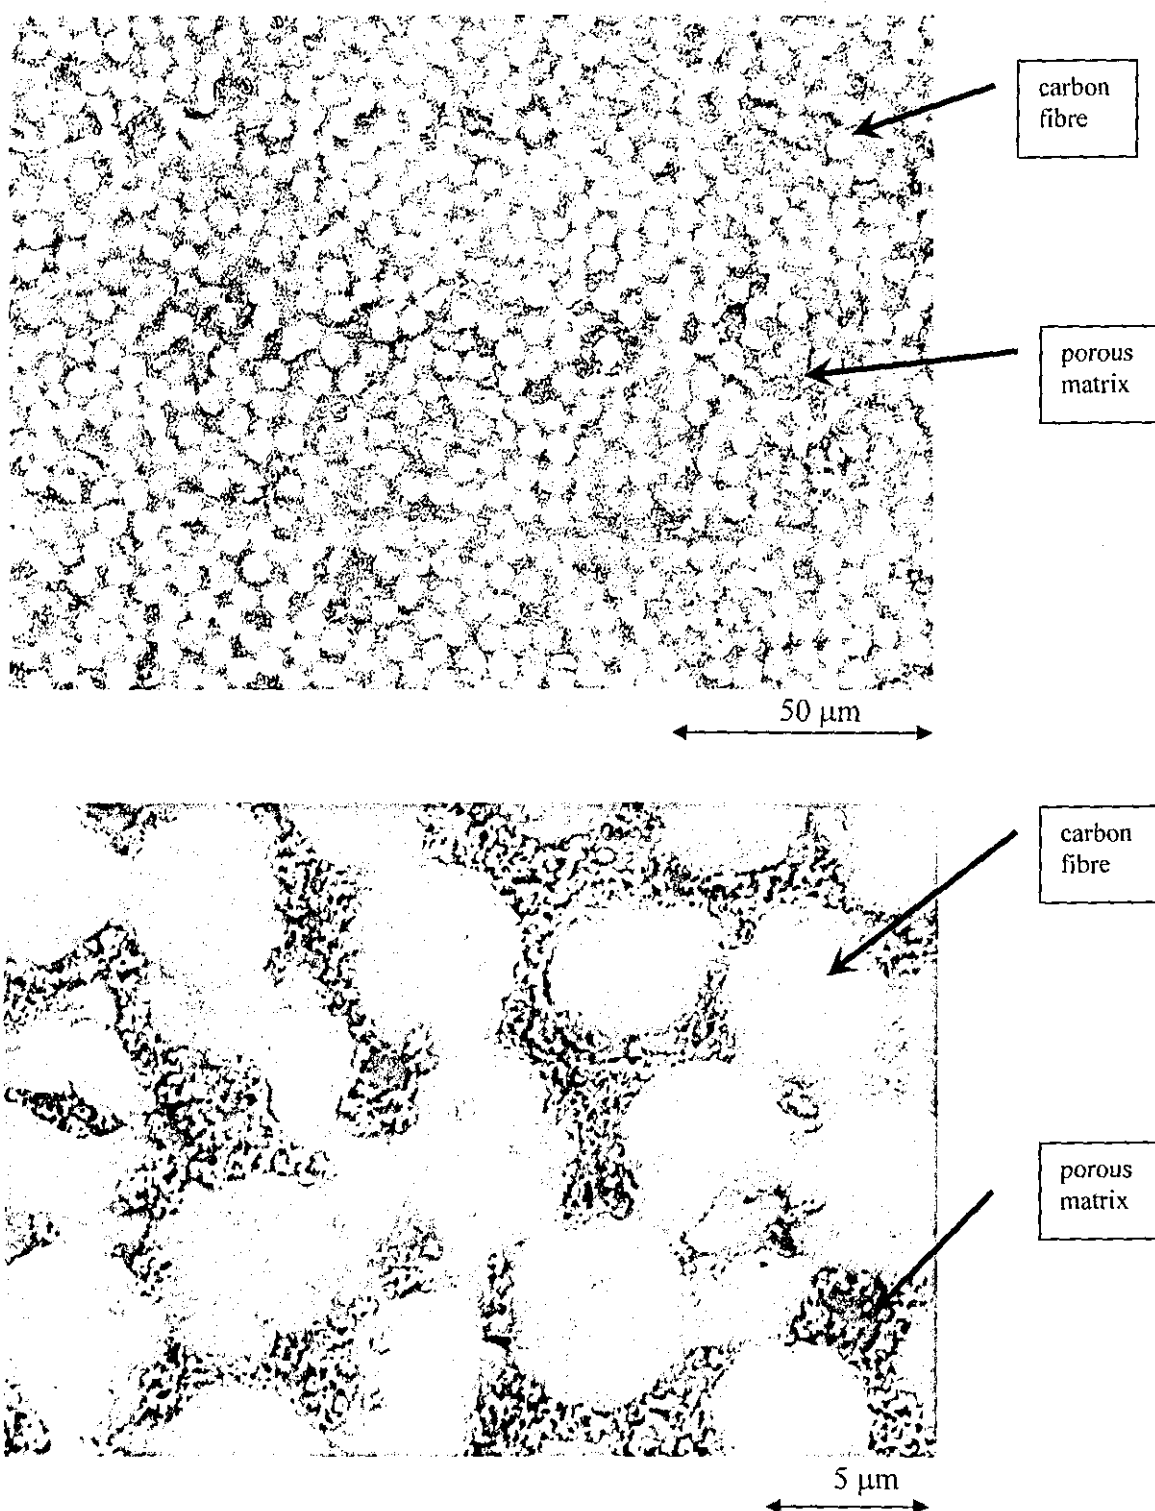 carbon
fibre
porous
matrix
50 μm
carbon
fibre
porous
matrix
5 μm